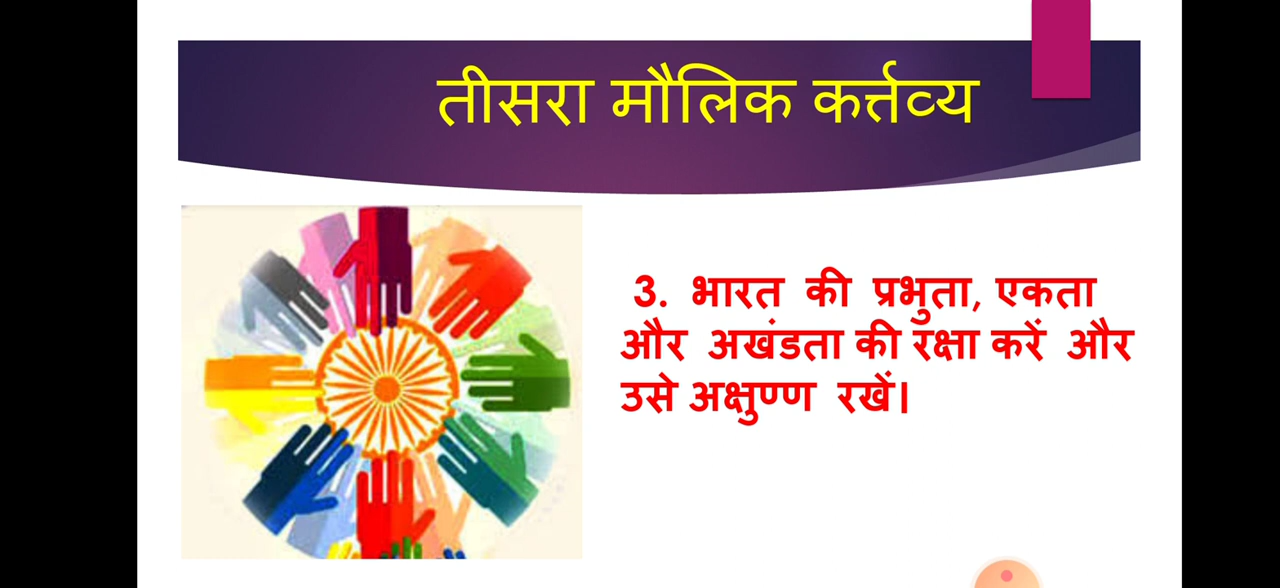 तीसरा मौलिक कर्त्तव्य
3. भारत की प्रभुता, एकता
और अखंडता की रक्षा करें और
उसे अक्षुण्ण रखें।